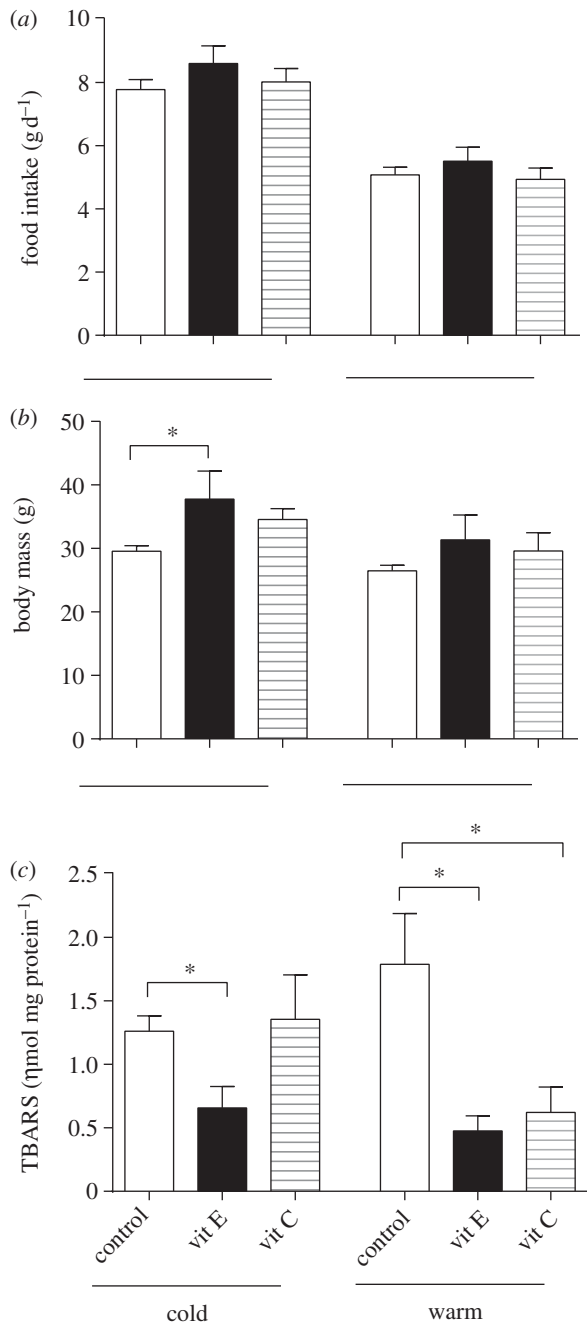 (a)
10
8
6
4
2
0
food intake (g d⁻¹)
(b)
50
40
30
20
10
0
body mass (g)
*
(c)
2.5
2.0
1.5
1.0
0.5
0
TBARS (ηmol mg protein⁻¹)
*
*
*
control
vit E
vit C
control
vit E
vit C
cold
warm